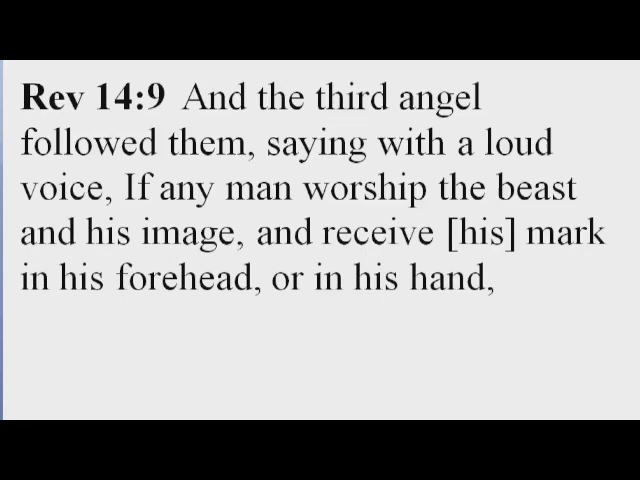 Rev 14:9 And the third angel
followed them, saying with a loud
voice, If any man worship the beast
and his image, and receive [his] mark
in his forehead, or in his hand,